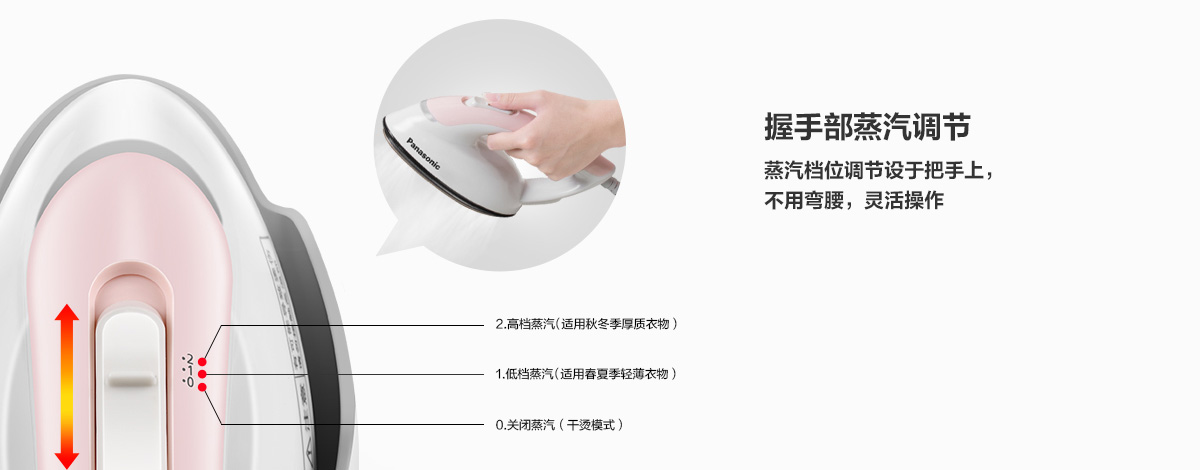 握手部蒸汽调节
蒸汽档位调节设于把手上，
不用弯腰，灵活操作
Panasonic
•2
•1
•0
2.高档蒸汽（适用秋冬季厚质衣物）
1.低档蒸汽（适用春夏季轻薄衣物）
0.关闭蒸汽（干烫模式）